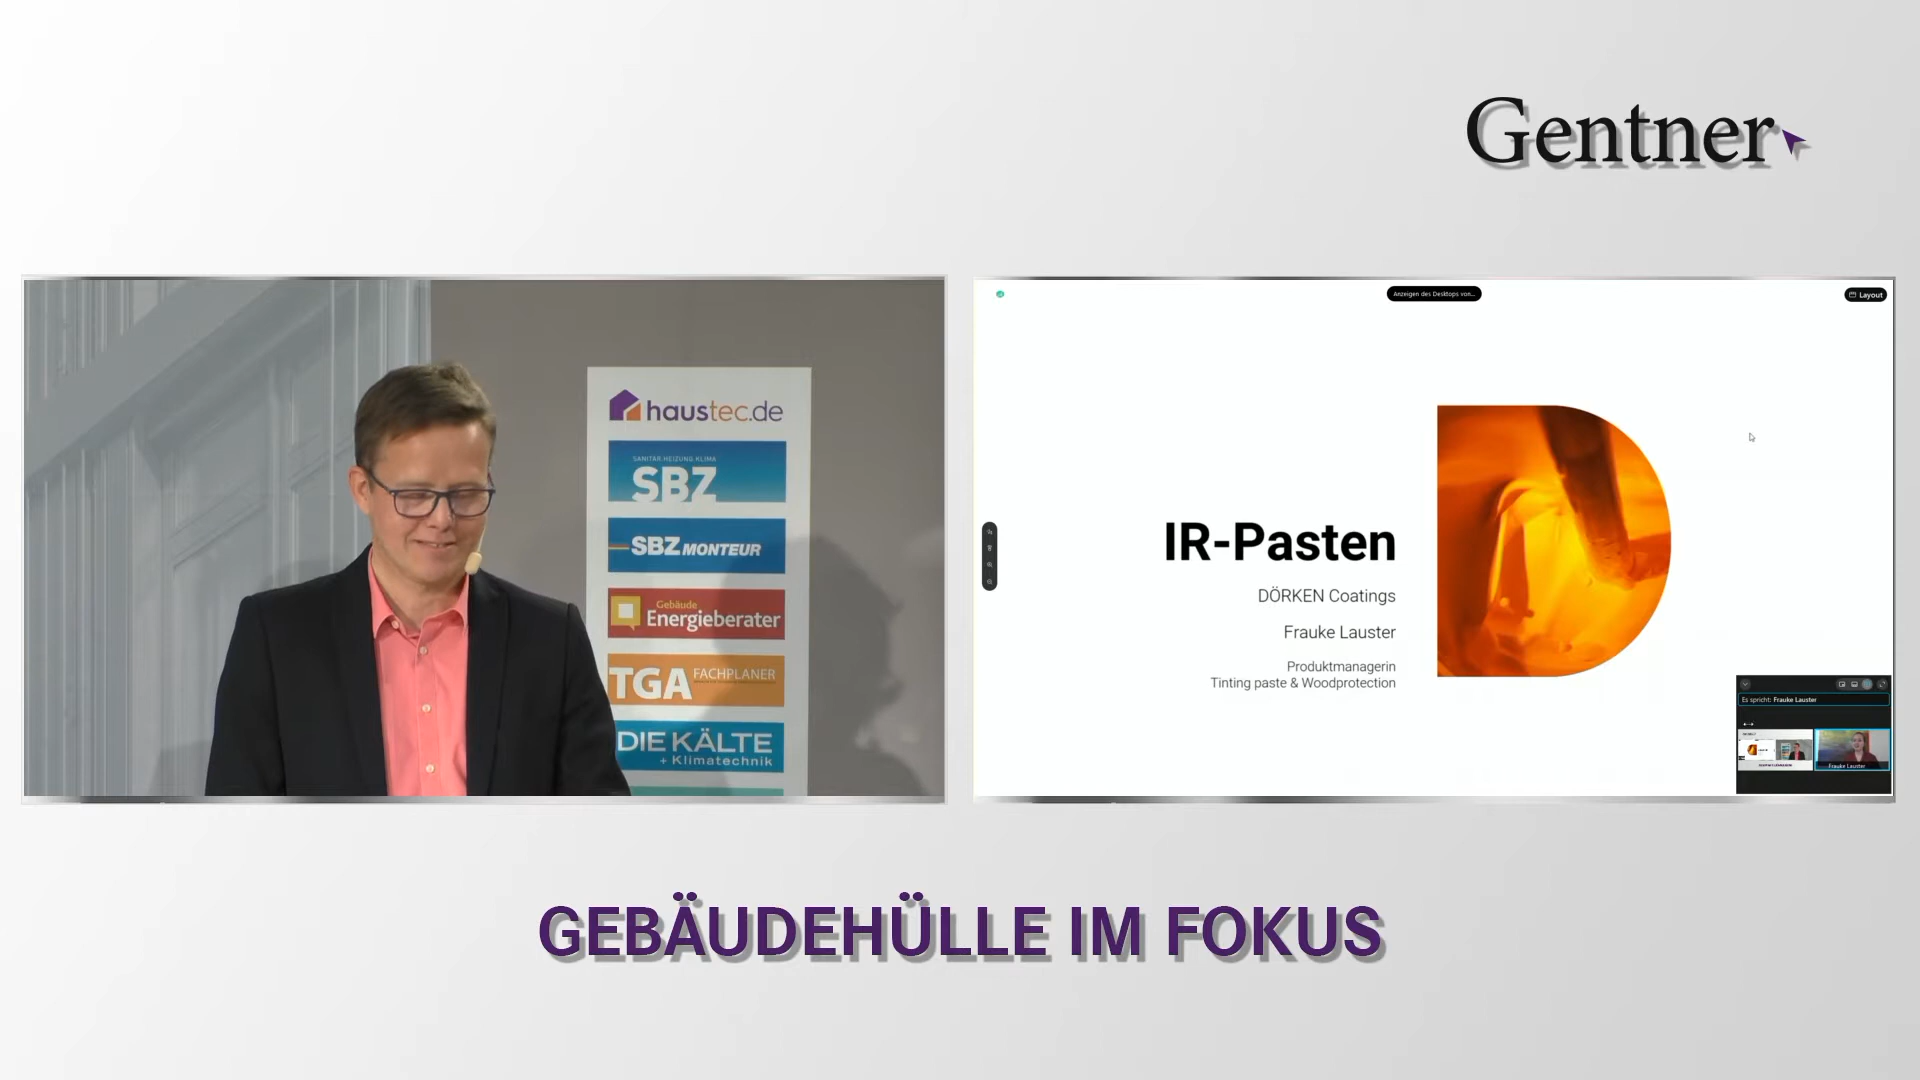 Gentner
haustec.de
SANITÄR HEIZUNG KLIMA
SBZ
SBZ MONTEUR
Gebäude
Energieberater
TGA FACHPLANER
DIE KÄLTE
+ Klimatechnik
Anzeigen des Desktops von...
Layout
IR-Pasten
DÖRKEN Coatings
Frauke Lauster
Produktmanagerin
Tinting paste & Woodprotection
Es spricht: Frauke Lauster
Frauke Lauster
GEBÄUDEHÜLLE IM FOKUS